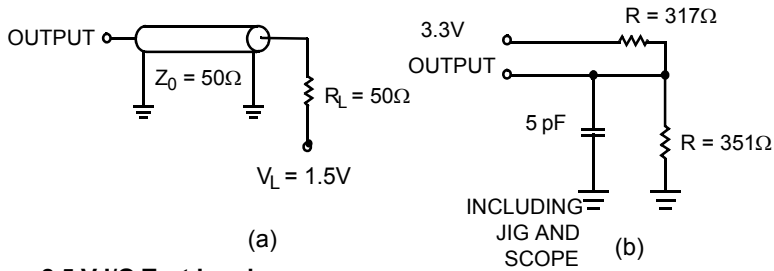 OUTPUT
Z0 = 50Ω
RL = 50Ω
VL = 1.5V
(a)
3.3V
R = 317Ω
OUTPUT
5 pF
R = 351Ω
INCLUDING
JIG AND
SCOPE
(b)